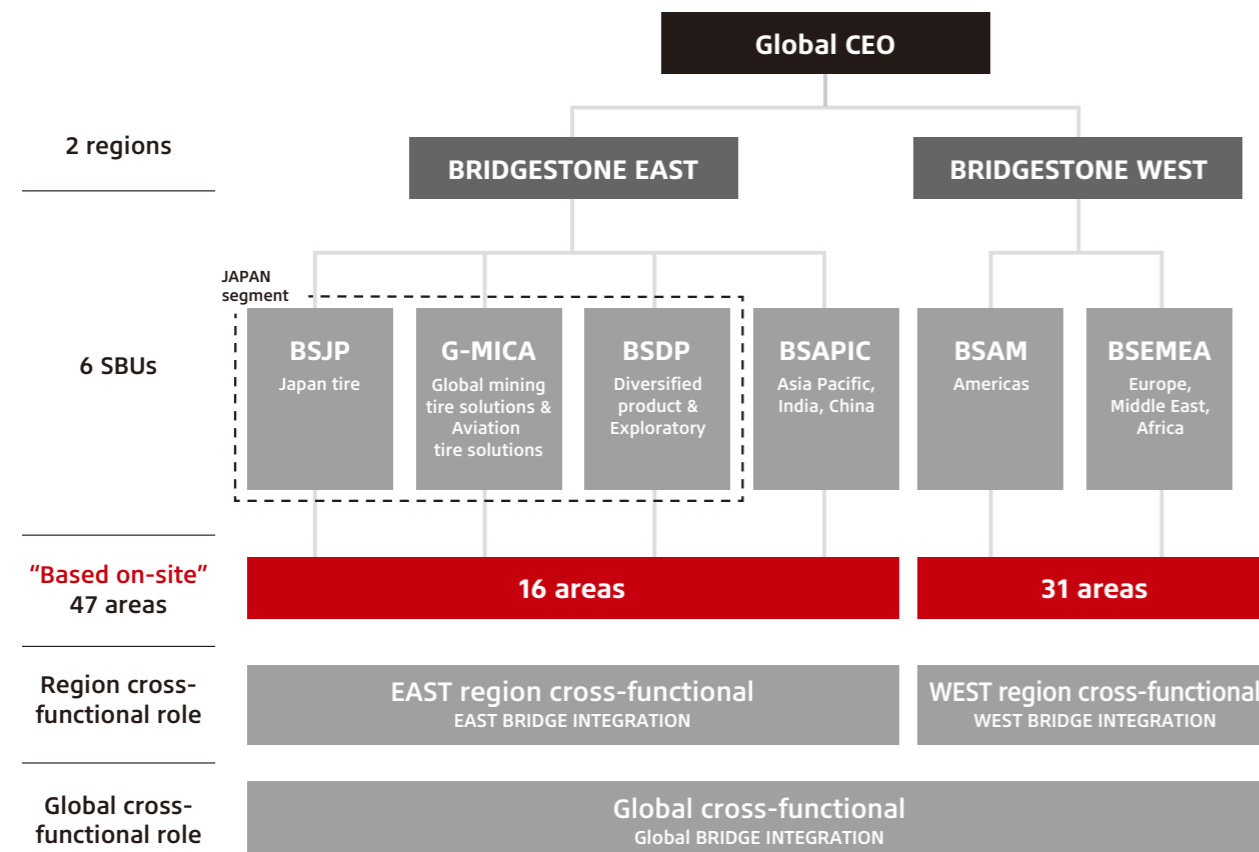 Global CEO
2 regions
BRIDGESTONE EAST
BRIDGESTONE WEST
JAPAN
segment
6 SBUs
BSJP
Japan tire
G-MICA
Global mining
tire solutions &
Aviation
tire solutions
BSDP
Diversified
product &
Exploratory
BSAPIC
Asia Pacific,
India, China
BSAM
Americas
BSEMEA
Europe,
Middle East,
Africa
“Based on-site”
47 areas
16 areas
31 areas
Region cross-
functional role
EAST region cross-functional
EAST BRIDGE INTEGRATION
WEST region cross-functional
WEST BRIDGE INTEGRATION
Global cross-
functional role
Global cross-functional
Global BRIDGE INTEGRATION